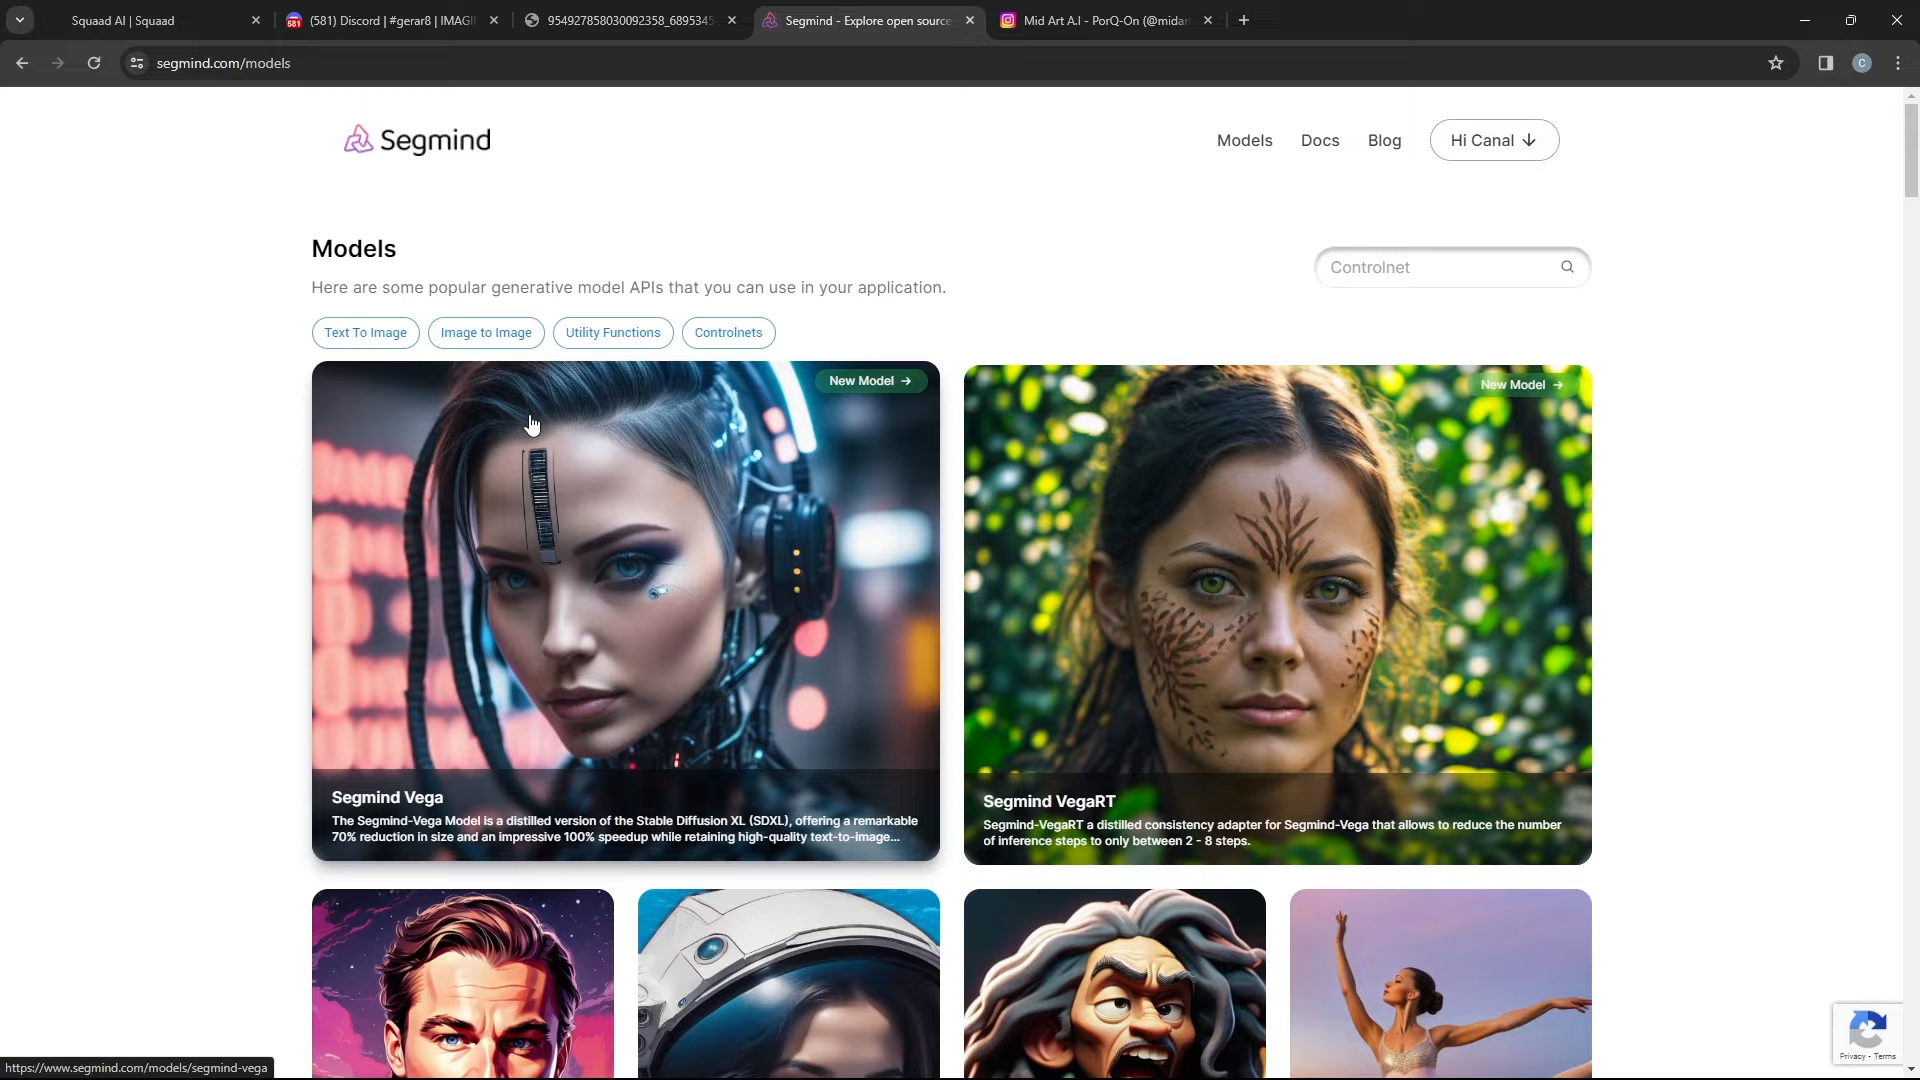 Squaad AI | Squaad
(581) Discord | #gerar8 | IMAGI
954927858030092358_6895345
Segmind - Explore open source
Mid Art A.I - PorQ-On (@midar
segmind.com/models
C
Segmind
Models
Docs
Blog
Hi Canal
Models
Controlnet
Here are some popular generative model APIs that you can use in your application.
Text To Image
Image to Image
Utility Functions
Controlnets
New Model →
New Model →
Segmind Vega
The Segmind-Vega Model is a distilled version of the Stable Diffusion XL (SDXL), offering a remarkable
70% reduction in size and an impressive 100% speedup while retaining high-quality text-to-image...
Segmind VegaRT
Segmind-VegaRT a distilled consistency adapter for Segmind-Vega that allows to reduce the number
of inference steps to only between 2 - 8 steps.
Privacy - Terms
https://www.segmind.com/models/segmind-vega